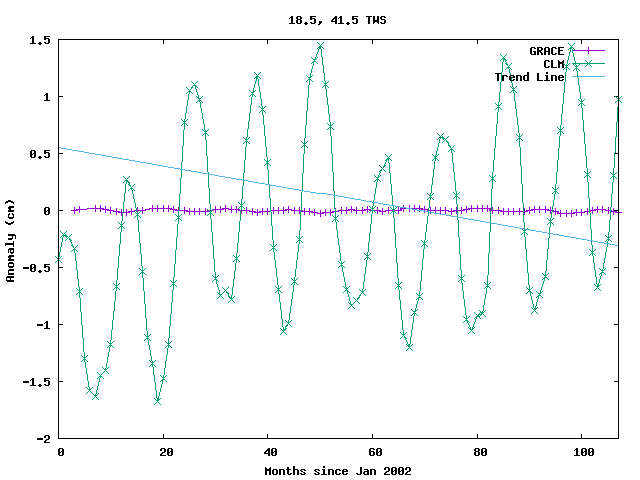 18.5, 41.5 TWS
GRACE
CLM
Trend Line
1.5
1
0.5
0
-0.5
-1
-1.5
-2
Anomaly (cm)
0 20 40 60 80 100
Months since Jan 2002